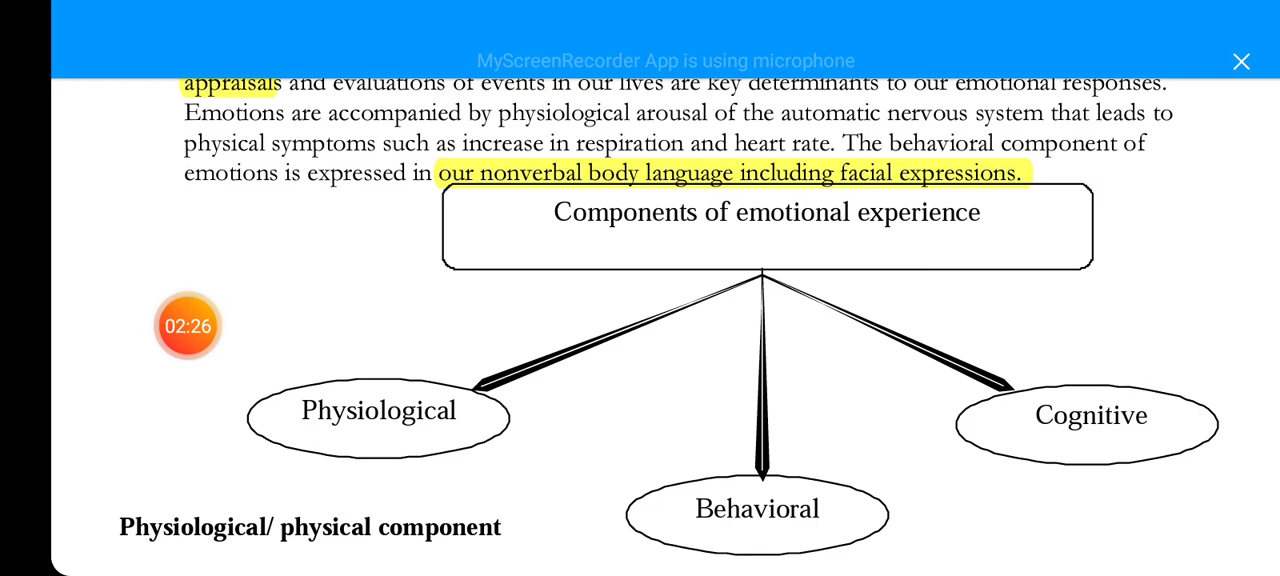 MyScreenRecorder App is using microphone
appraisals and evaluations of events in our lives are key determinants to our emotional responses.
Emotions are accompanied by physiological arousal of the automatic nervous system that leads to
physical symptoms such as increase in respiration and heart rate. The behavioral component of
emotions is expressed in our nonverbal body language including facial expressions.
Components of emotional experience
02:26
Physiological
Cognitive
Behavioral
Physiological/ physical component